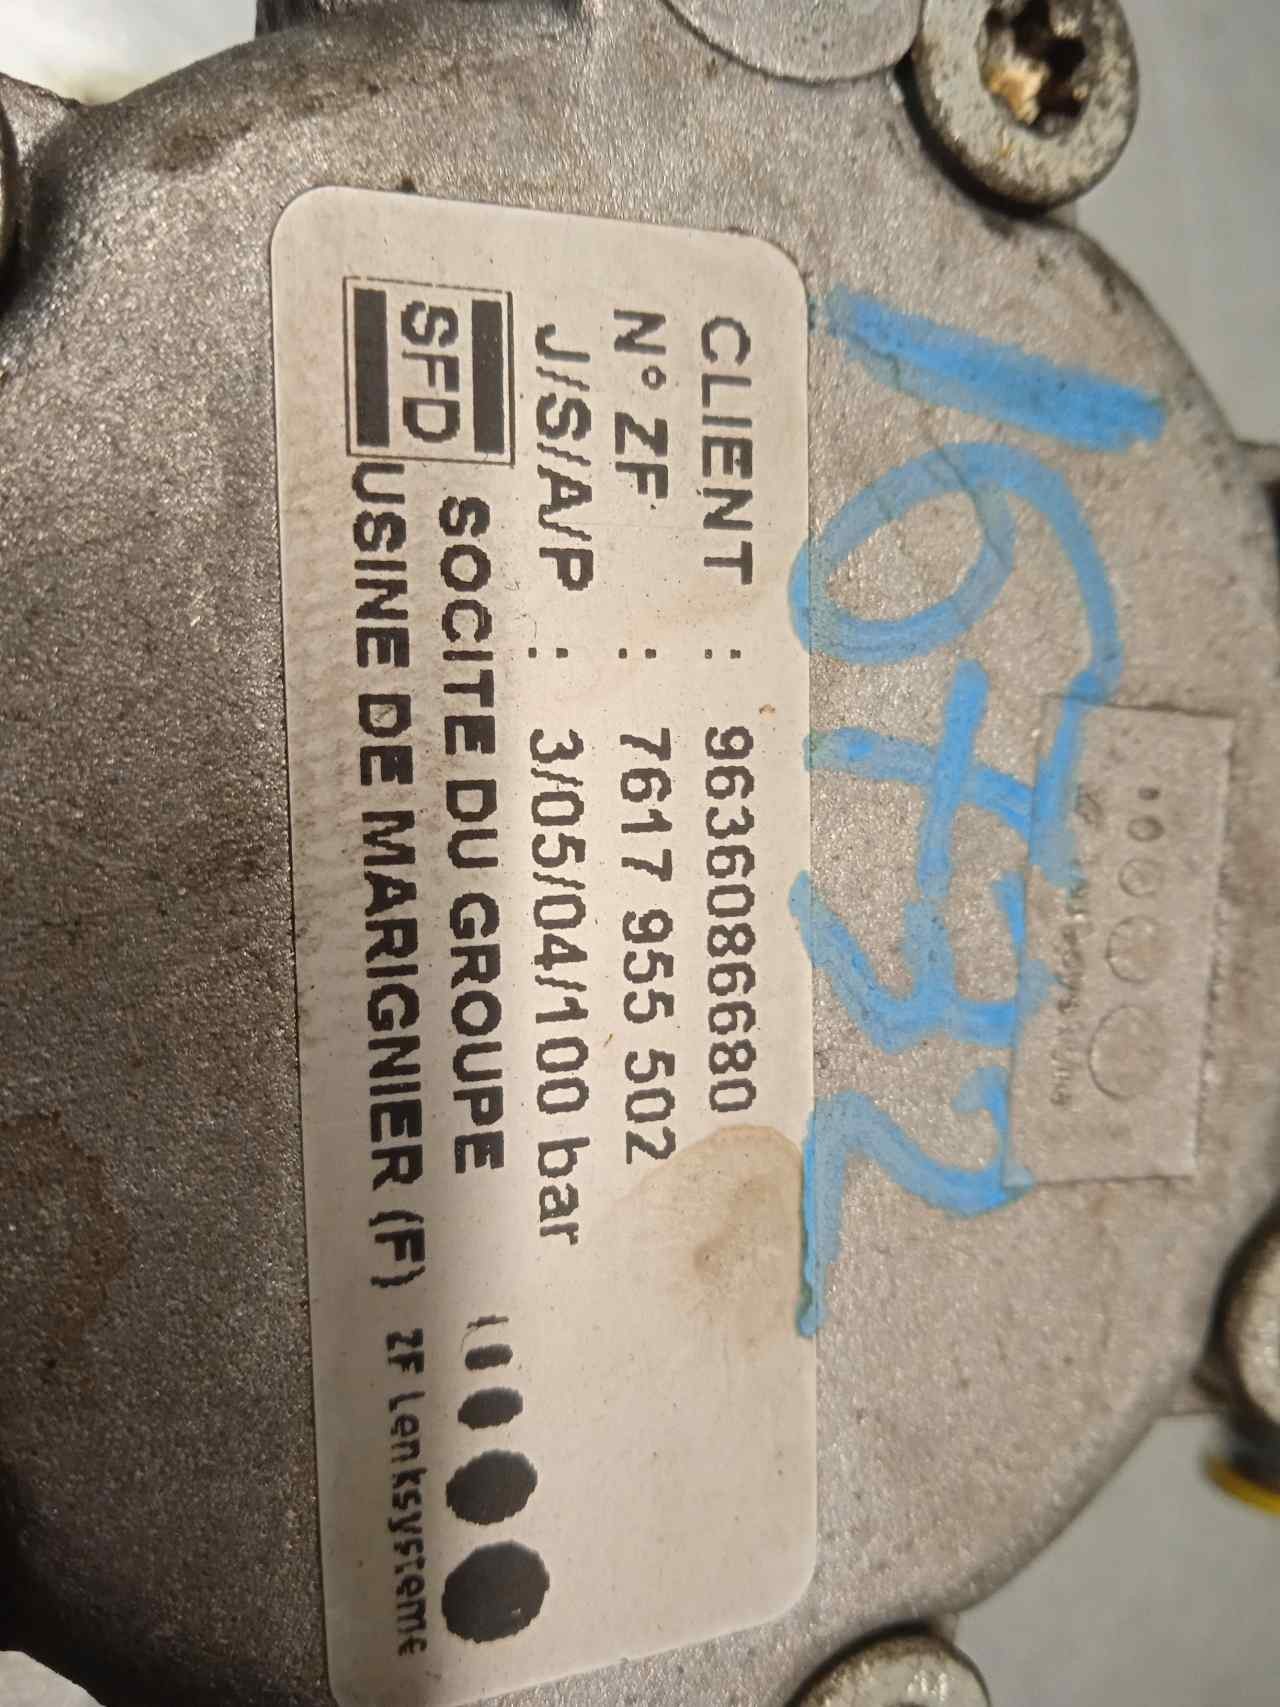 CLIENT : 9636086680
N° ZF : 7617 955 502
J/S/A/P : 3/05/04/100 bar
SFD SOCITE DU GROUPE
USINE DE MARIGNIER (F) ZF Lenksysteme